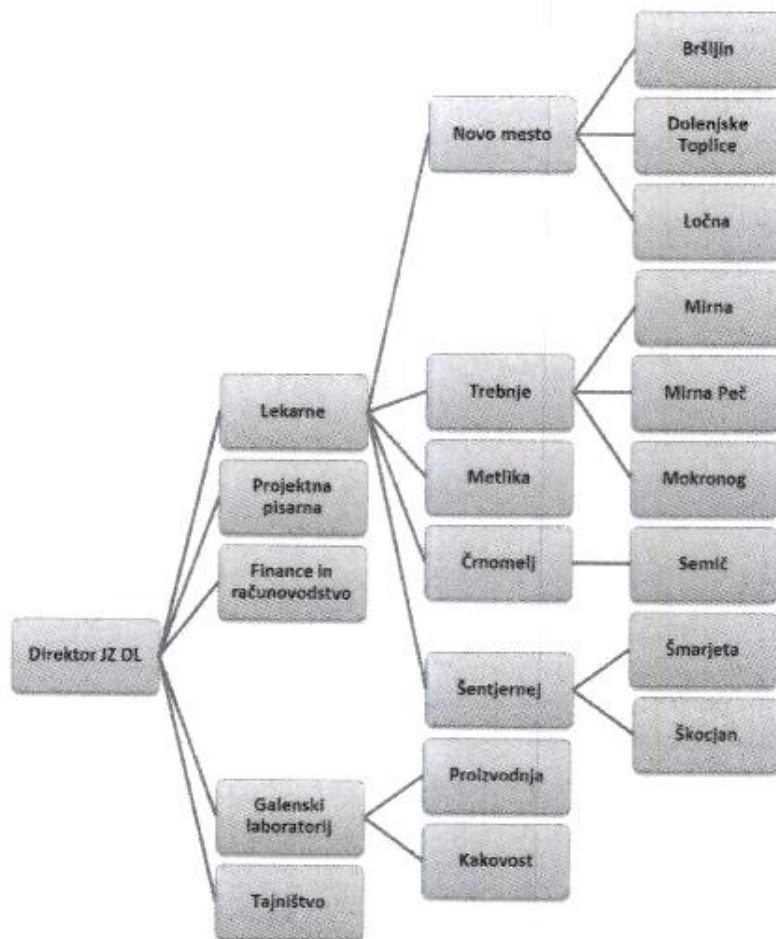 Bršljin
Novo mesto
Dolenjske
Toplice
Ločna
Mirna
Lekarne
Trebnje
Mirna Peč
Projektna
pisarna
Metlika
Mokronog
Finance in
računovodstvo
Črnomelj
Semič
Direktor JZ DL
Šentjernej
Šmarjeta
Škocjan
Galenski
laboratorij
Proizvodnja
Kakovost
Tajništvo